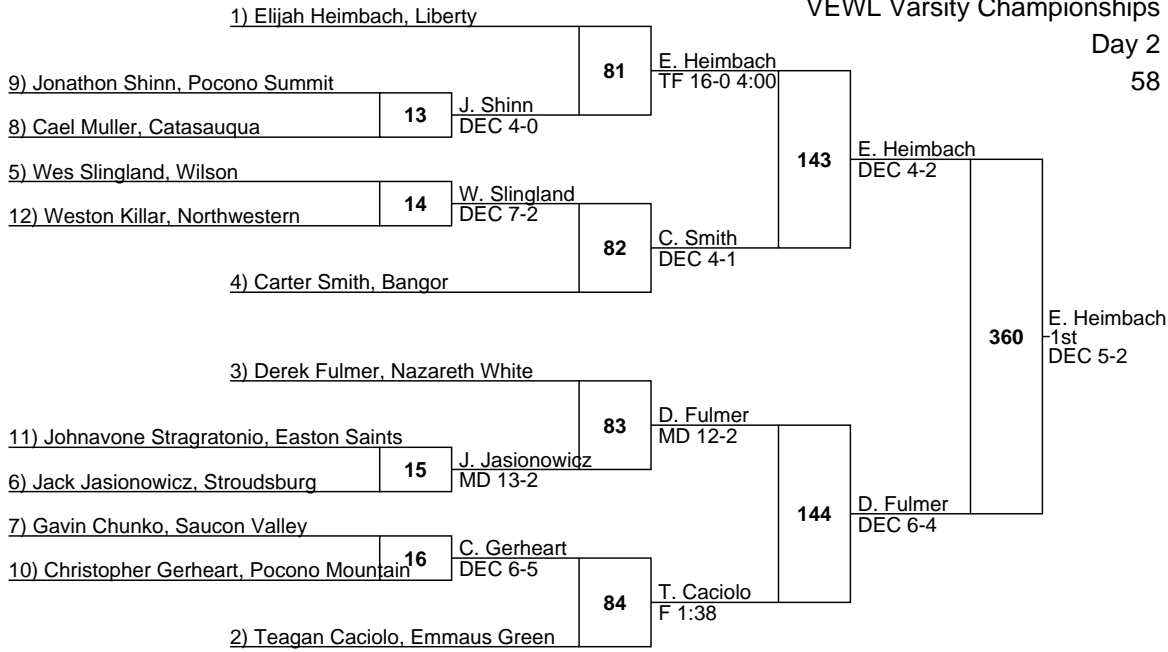 VEWL Varsity Championships
Day 2
58
1) Elijah Heimbach, Liberty
81
E. Heimbach
TF 16-0 4:00
9) Jonathon Shinn, Pocono Summit
13
J. Shinn
DEC 4-0
8) Cael Muller, Catasauqua
143
E. Heimbach
DEC 4-2
5) Wes Slingland, Wilson
14
W. Slingland
DEC 7-2
12) Weston Killar, Northwestern
82
C. Smith
DEC 4-1
4) Carter Smith, Bangor
360
E. Heimbach
1st
DEC 5-2
3) Derek Fulmer, Nazareth White
83
D. Fulmer
MD 12-2
11) Johnavone Stragratonio, Easton Saints
15
J. Jasionowicz
MD 13-2
6) Jack Jasionowicz, Stroudsburg
144
D. Fulmer
DEC 6-4
7) Gavin Chunko, Saucon Valley
16
C. Gerheart
DEC 6-5
10) Christopher Gerheart, Pocono Mountain
84
T. Caciolo
F 1:38
2) Teagan Caciolo, Emmaus Green